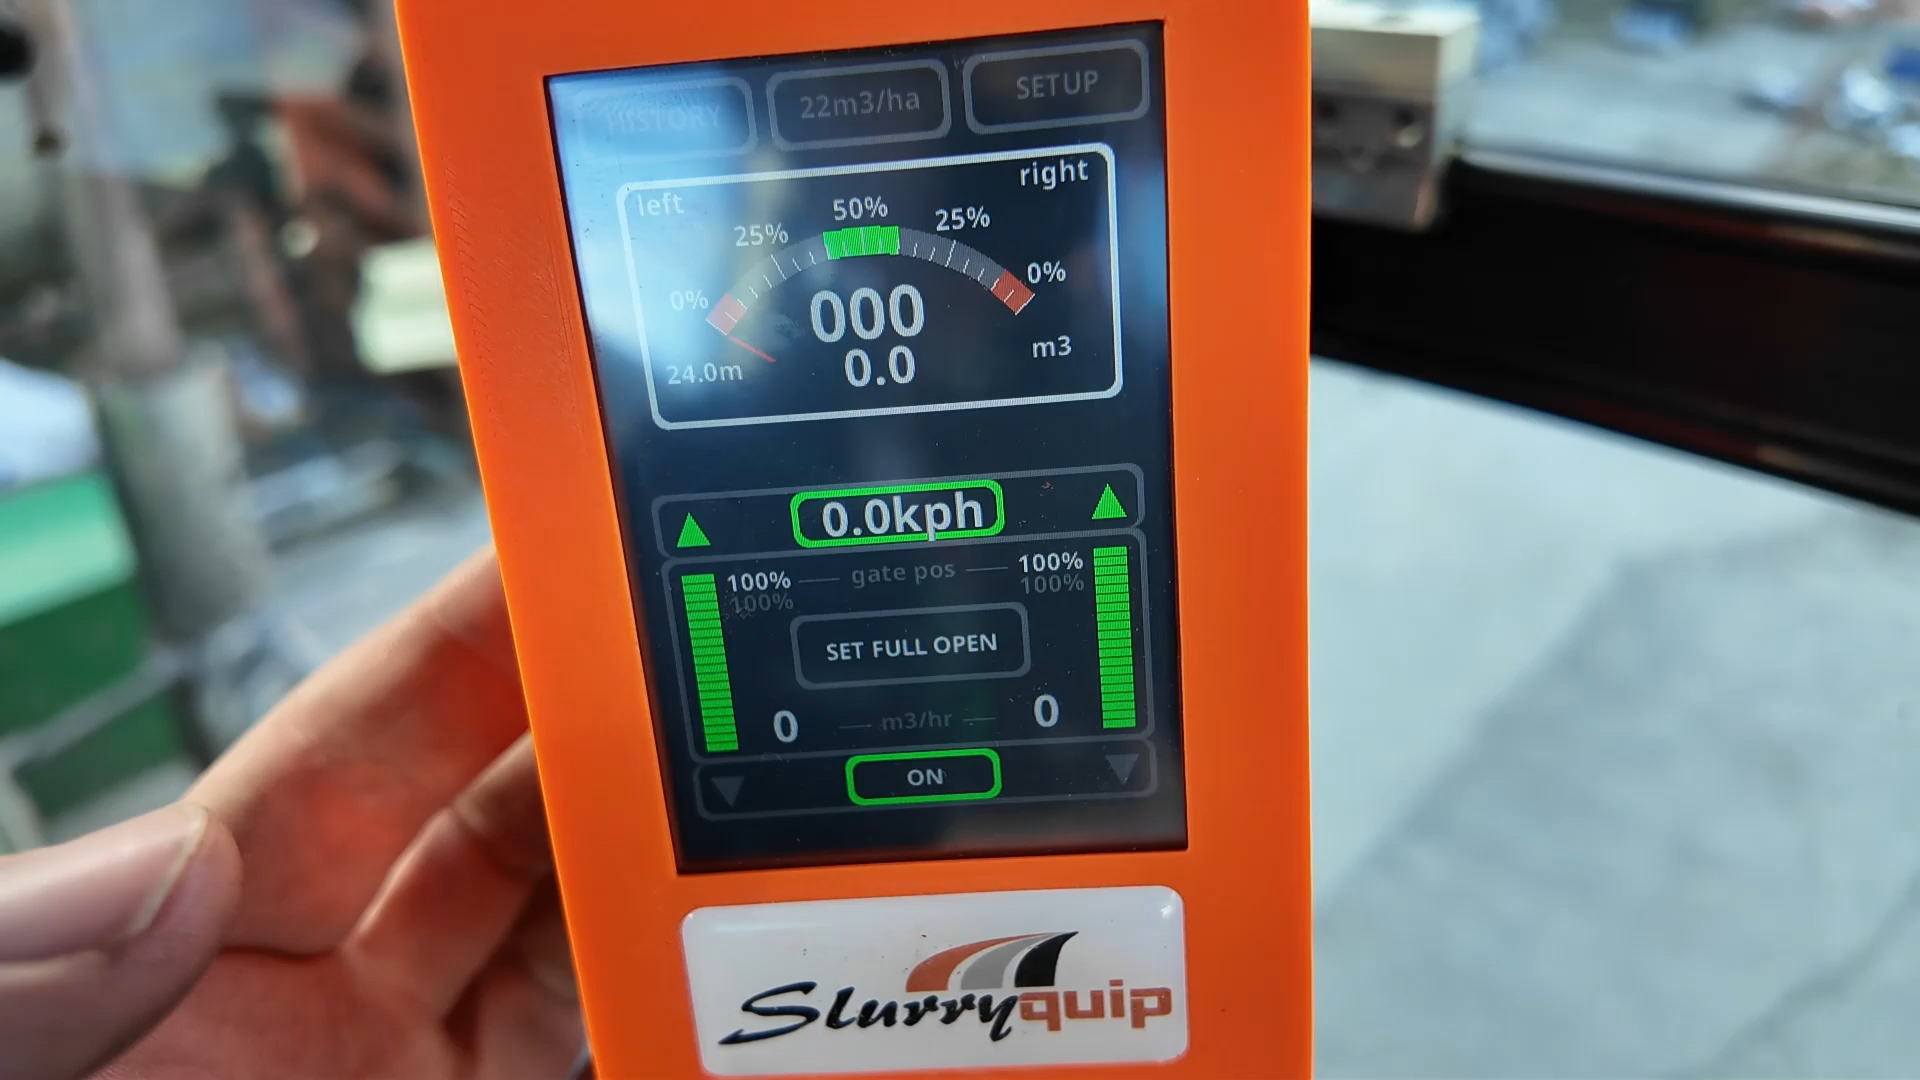 HISTORY
22m3/ha
SETUP
left
right
25%
50%
25%
0%
0%
000
24.0m
0.0
m3
0.0kph
100% gate pos 100%
100% 100%
SET FULL OPEN
0 m3/hr 0
ON
Slurryquip